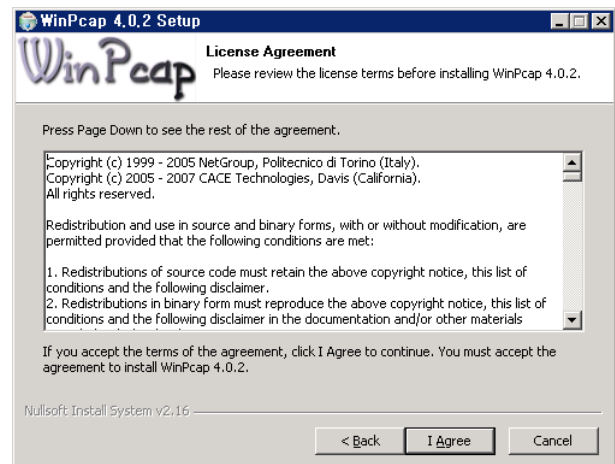 WinPcap 4.0.2 Setup
WinPcap
License Agreement
Please review the license terms before installing WinPcap 4.0.2.
Press Page Down to see the rest of the agreement.
Copyright (c) 1999 - 2005 NetGroup, Politecnico di Torino (Italy).
Copyright (c) 2005 - 2007 CACE Technologies, Davis (California).
All rights reserved.
Redistribution and use in source and binary forms, with or without modification, are
permitted provided that the following conditions are met:
1. Redistributions of source code must retain the above copyright notice, this list of
conditions and the following disclaimer.
2. Redistributions in binary form must reproduce the above copyright notice, this list of
conditions and the following disclaimer in the documentation and/or other materials
If you accept the terms of the agreement, click I Agree to continue. You must accept the
agreement to install WinPcap 4.0.2.
Nullsoft Install System v2.16
< Back
I Agree
Cancel